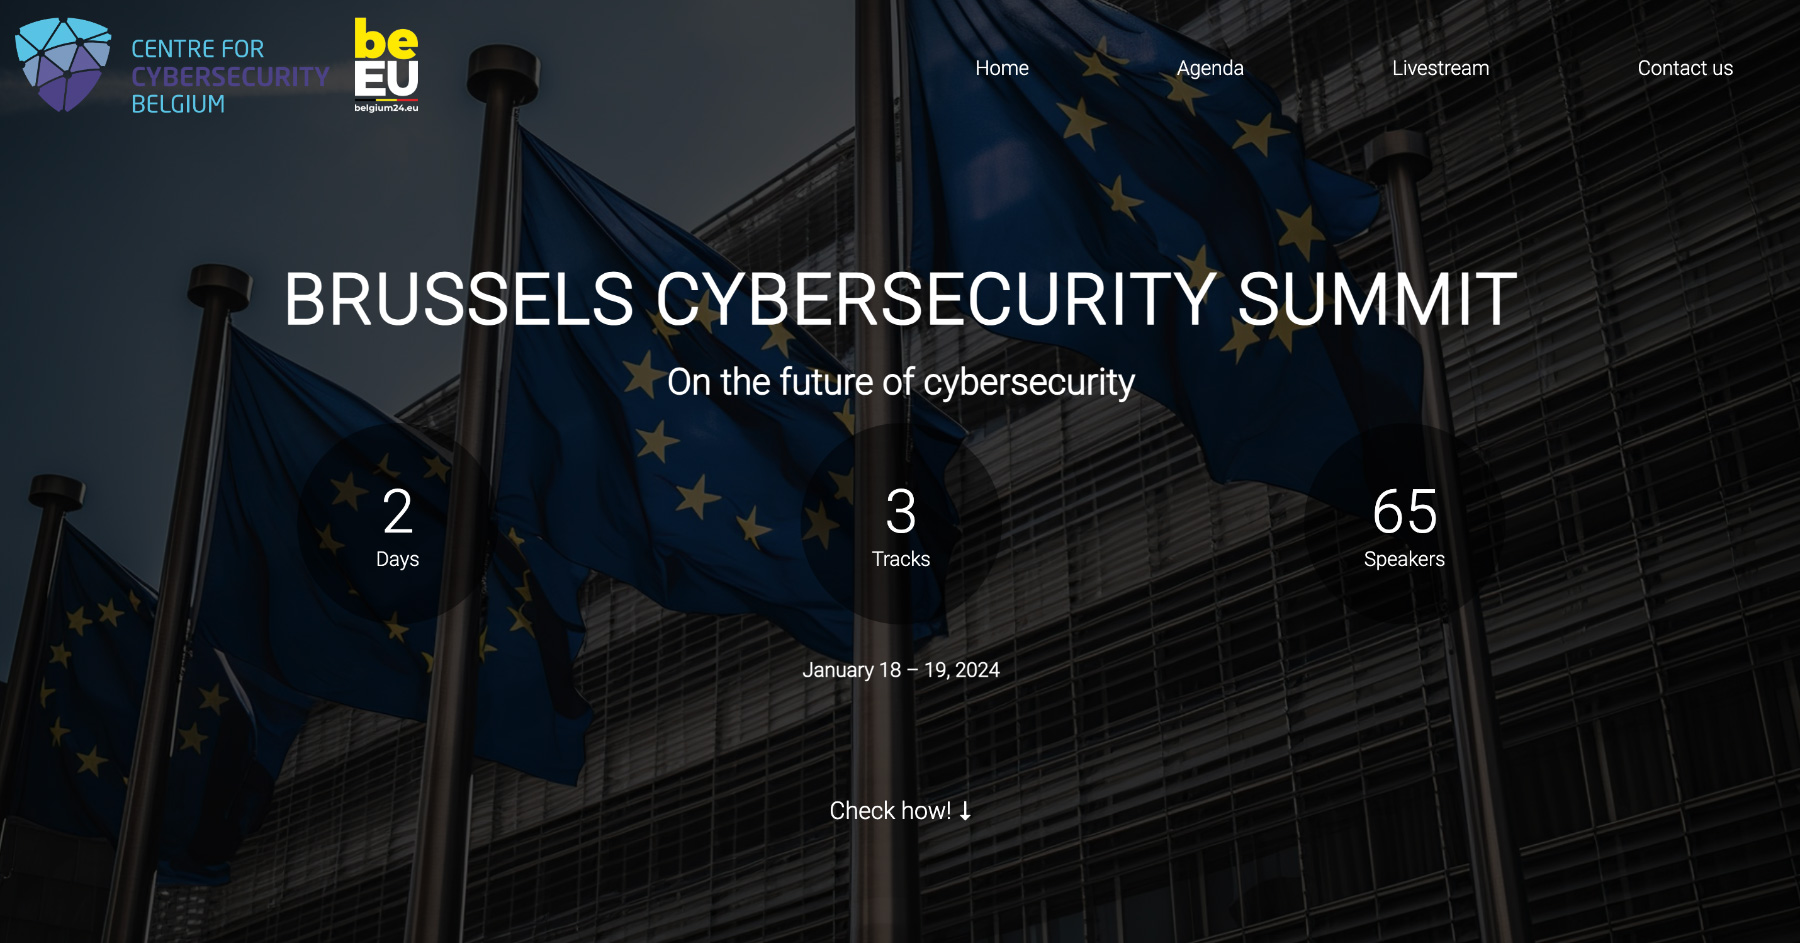 CENTRE FOR
CYBERSECURITY
BELGIUM
be
EU
belgium24.eu
Home
Agenda
Livestream
Contact us
BRUSSELS CYBERSECURITY SUMMIT
On the future of cybersecurity
2
Days
3
Tracks
65
Speakers
January 18 – 19, 2024
Check how! ↓